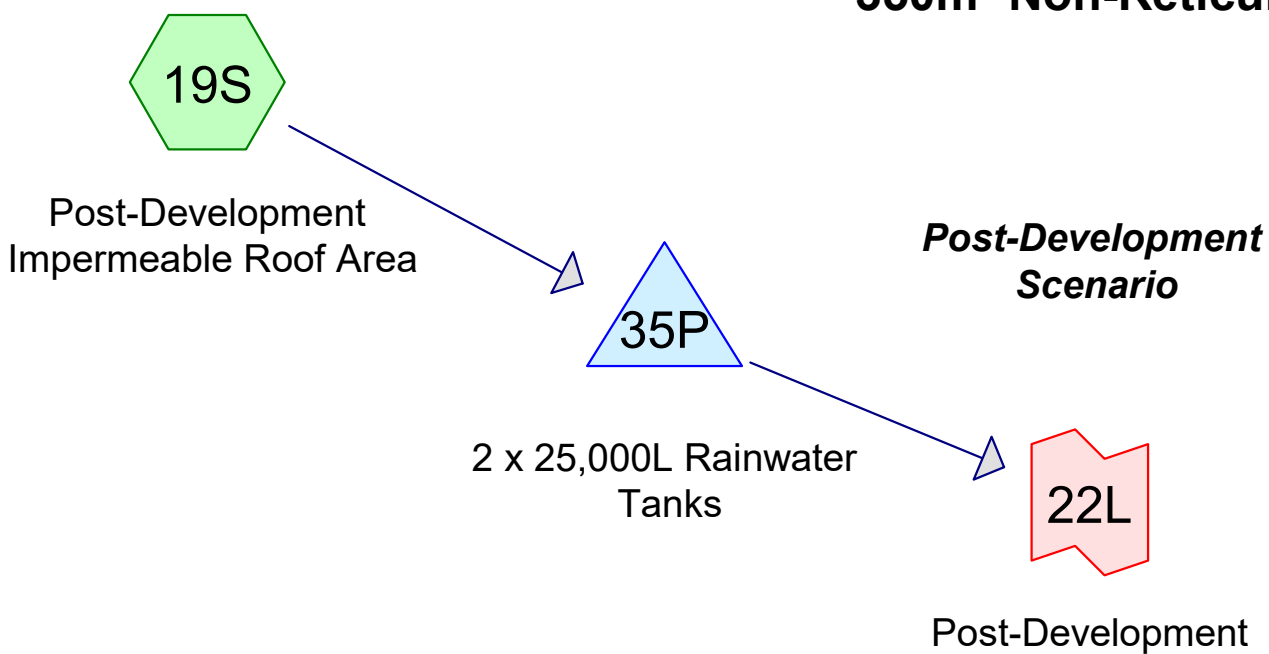 19S
Post-Development
Impermeable Roof Area
35P
2 x 25,000L Rainwater
Tanks
Post-Development
Scenario
22L
Post-Development